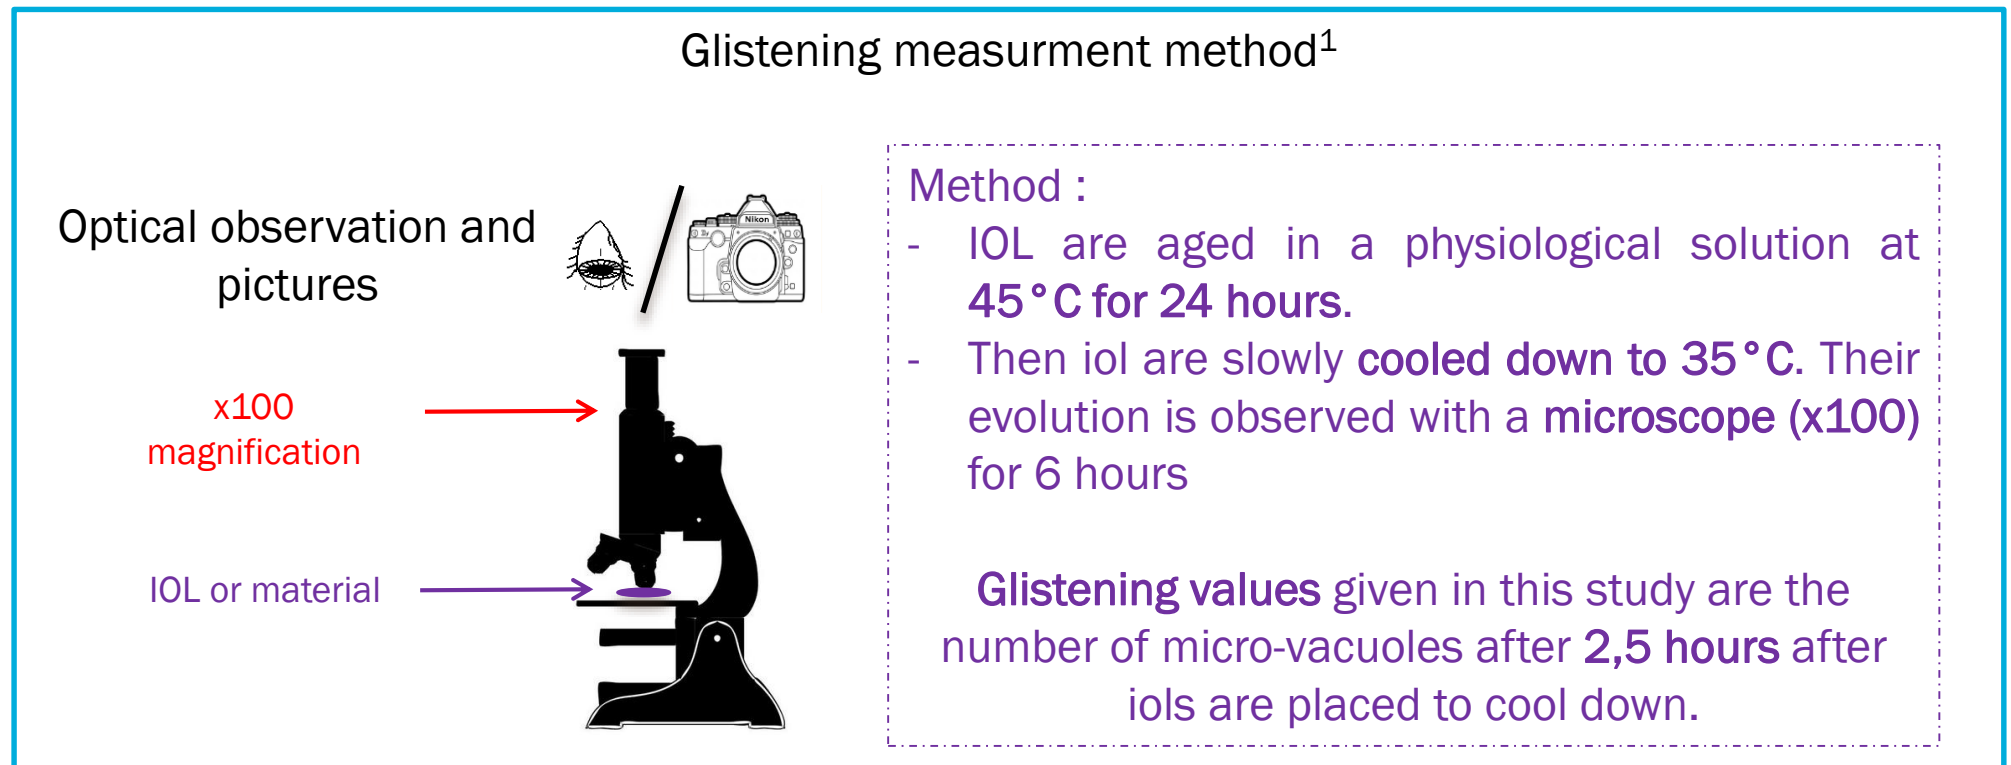 Glistening measurment method1
Optical observation and
pictures
Nikon
x100
magnification
IOL or material
Method :
- IOL are aged in a physiological solution at
45°C for 24 hours.
- Then iol are slowly cooled down to 35°C. Their
evolution is observed with a microscope (x100)
for 6 hours
Glistening values given in this study are the
number of micro-vacuoles after 2,5 hours after
iols are placed to cool down.